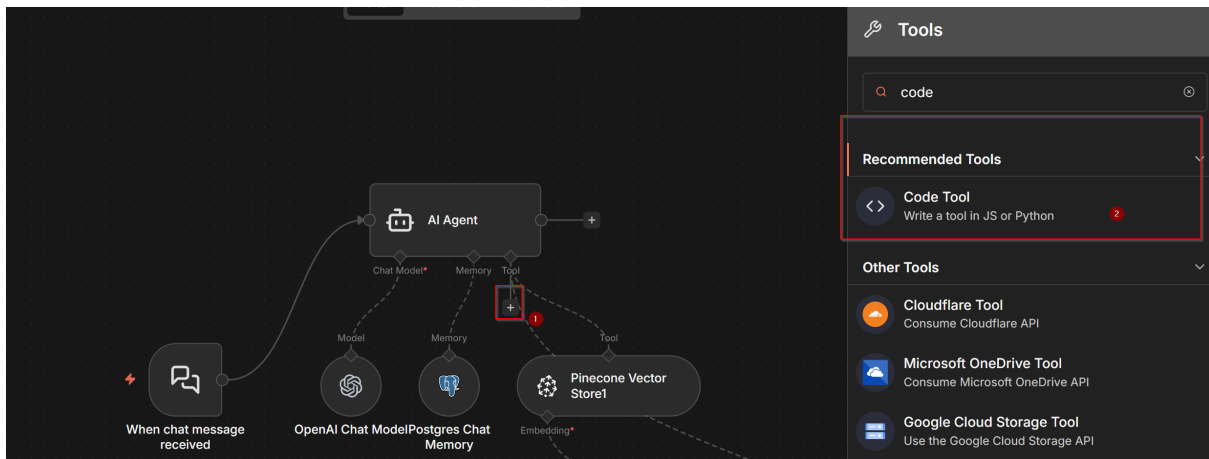 Tools
code
Recommended Tools
Code Tool
Write a tool in JS or Python
2
Other Tools
Cloudflare Tool
Consume Cloudflare API
Microsoft OneDrive Tool
Consume Microsoft OneDrive API
Google Cloud Storage Tool
Use the Google Cloud Storage API
AI Agent
Chat Model*
Memory
Tool
1
Model
Memory
Tool
Pinecone Vector
Store1
When chat message
received
OpenAI Chat Model
Postgres Chat
Memory
Embedding*